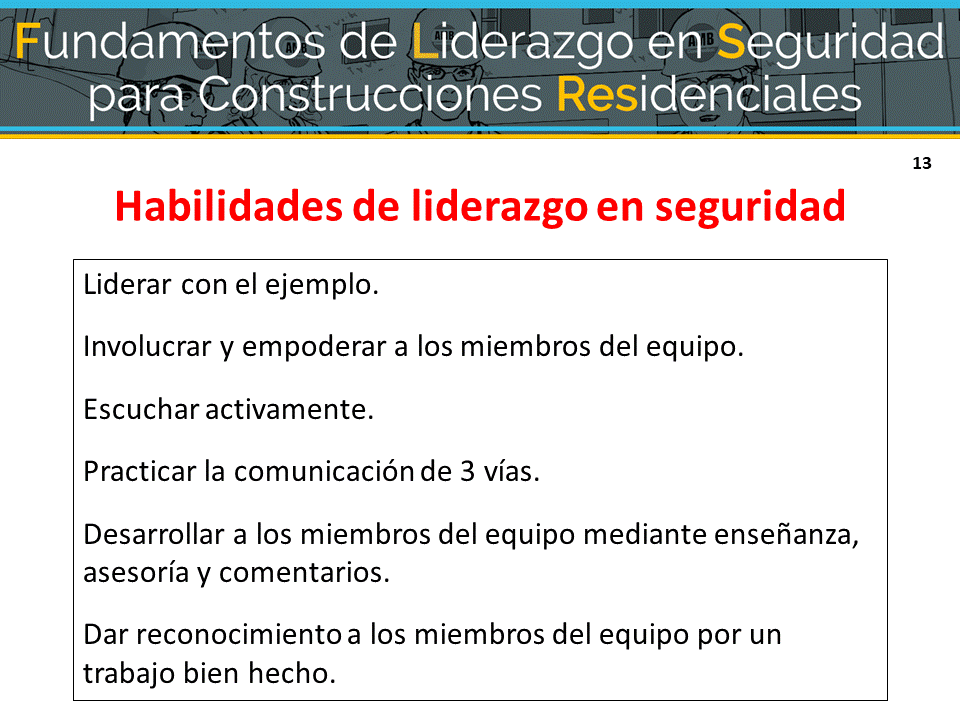 Fundamentos de Liderazgo en Seguridad
para Construcciones Residenciales
13
Habilidades de liderazgo en seguridad
Liderar con el ejemplo.
Involucrar y empoderar a los miembros del equipo.
Escuchar activamente.
Practicar la comunicación de 3 vías.
Desarrollar a los miembros del equipo mediante enseñanza,
asesoría y comentarios.
Dar reconocimiento a los miembros del equipo por un
trabajo bien hecho.